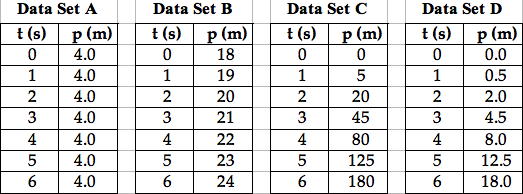 Data Set A Data Set B Data Set C Data Set D
t (s) p (m) t (s) p (m) t (s) p (m) t (s) p (m)
0 4.0 0 18 0 0 0 0.0
1 4.0 1 19 1 5 1 0.5
2 4.0 2 20 2 20 2 2.0
3 4.0 3 21 3 45 3 4.5
4 4.0 4 22 4 80 4 8.0
5 4.0 5 23 5 125 5 12.5
6 4.0 6 24 6 180 6 18.0